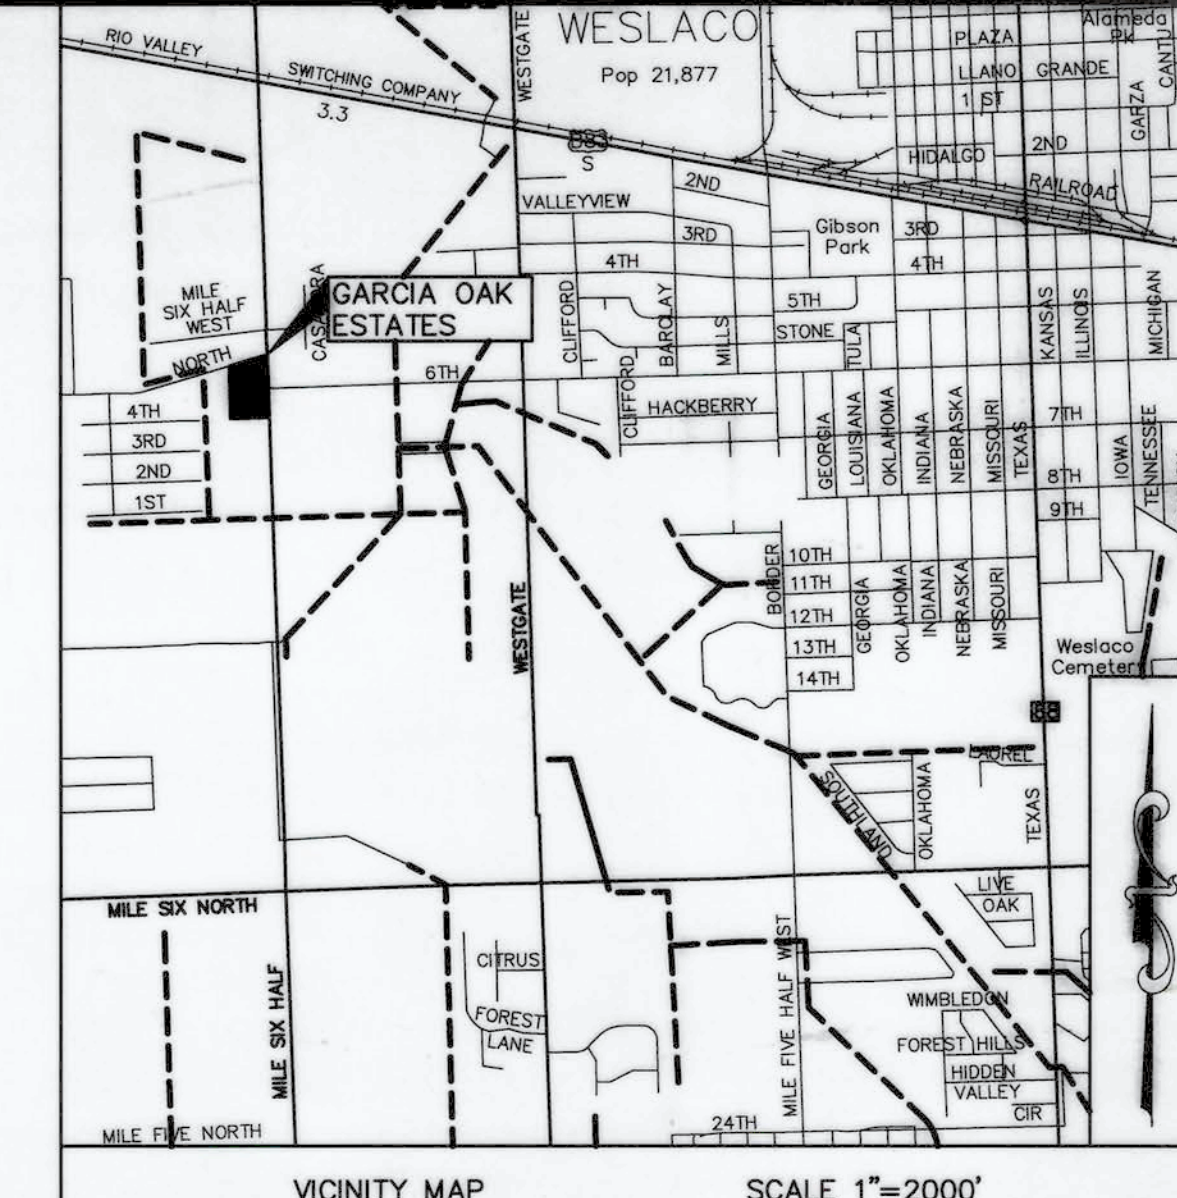 WESLACO
Pop 21,877
RIO VALLEY
SWITCHING COMPANY
3.3
WESTGATE
B83
S
Alameda
Pk
PLAZA
LLANO GRANDE
1 ST
CANTU
GARZA
HIDALGO
2ND
RAILROAD
2ND
VALLEYVIEW
3RD
Gibson
Park
3RD
4TH
4TH
MILE
SIX HALF
WEST
NORTH
GARCIA OAK
ESTATES
CLIFFORD
BARCLAY
MILLS
5TH
STONE
TULA
KANSAS
ILLINOIS
MICHIGAN
6TH
CLIFFORD
HACKBERRY
4TH
3RD
2ND
1ST
GEORGIA
LOUISIANA
OKLAHOMA
INDIANA
NEBRASKA
MISSOURI
TEXAS
7TH
8TH
9TH
IOWA
TENNESSEE
BORDER
10TH
11TH
12TH
13TH
14TH
GEORGIA
OKLAHOMA
INDIANA
NEBRASKA
MISSOURI
WESTGATE
Weslaco
Cemetery
LAUREL
SOUTHLAND
OKLAHOMA
TEXAS
MILE SIX NORTH
LIVE
OAK
MILE SIX HALF
CITRUS
FOREST
LANE
MILE FIVE HALF WEST
WIMBLEDON
FOREST HILLS
HIDDEN
VALLEY
CIR
24TH
MILE FIVE NORTH
VICINITY MAP
SCALE 1"=2000'